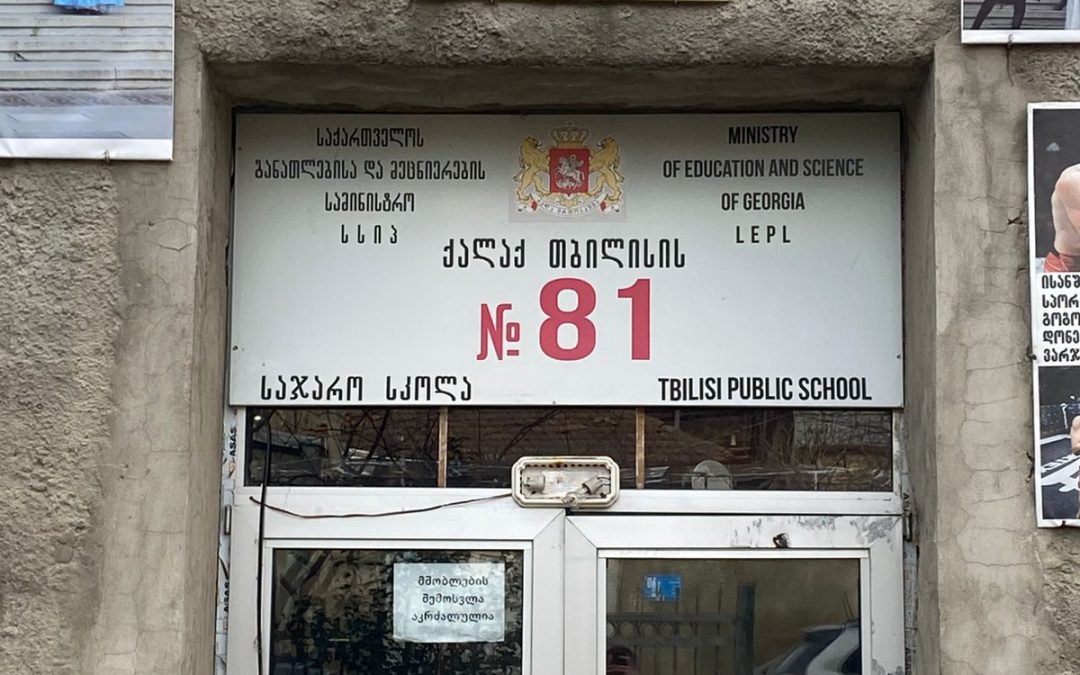 საქართველოს
განათლებისა და მეცნიერების
სამინისტრო
სსიპ
MINISTRY
OF EDUCATION AND SCIENCE
OF GEORGIA
LEPL
ქალაქ თბილისის
№ 81
საჯარო სკოლა
TBILISI PUBLIC SCHOOL
მშობლების
შემოსვლა
აკრძალულია